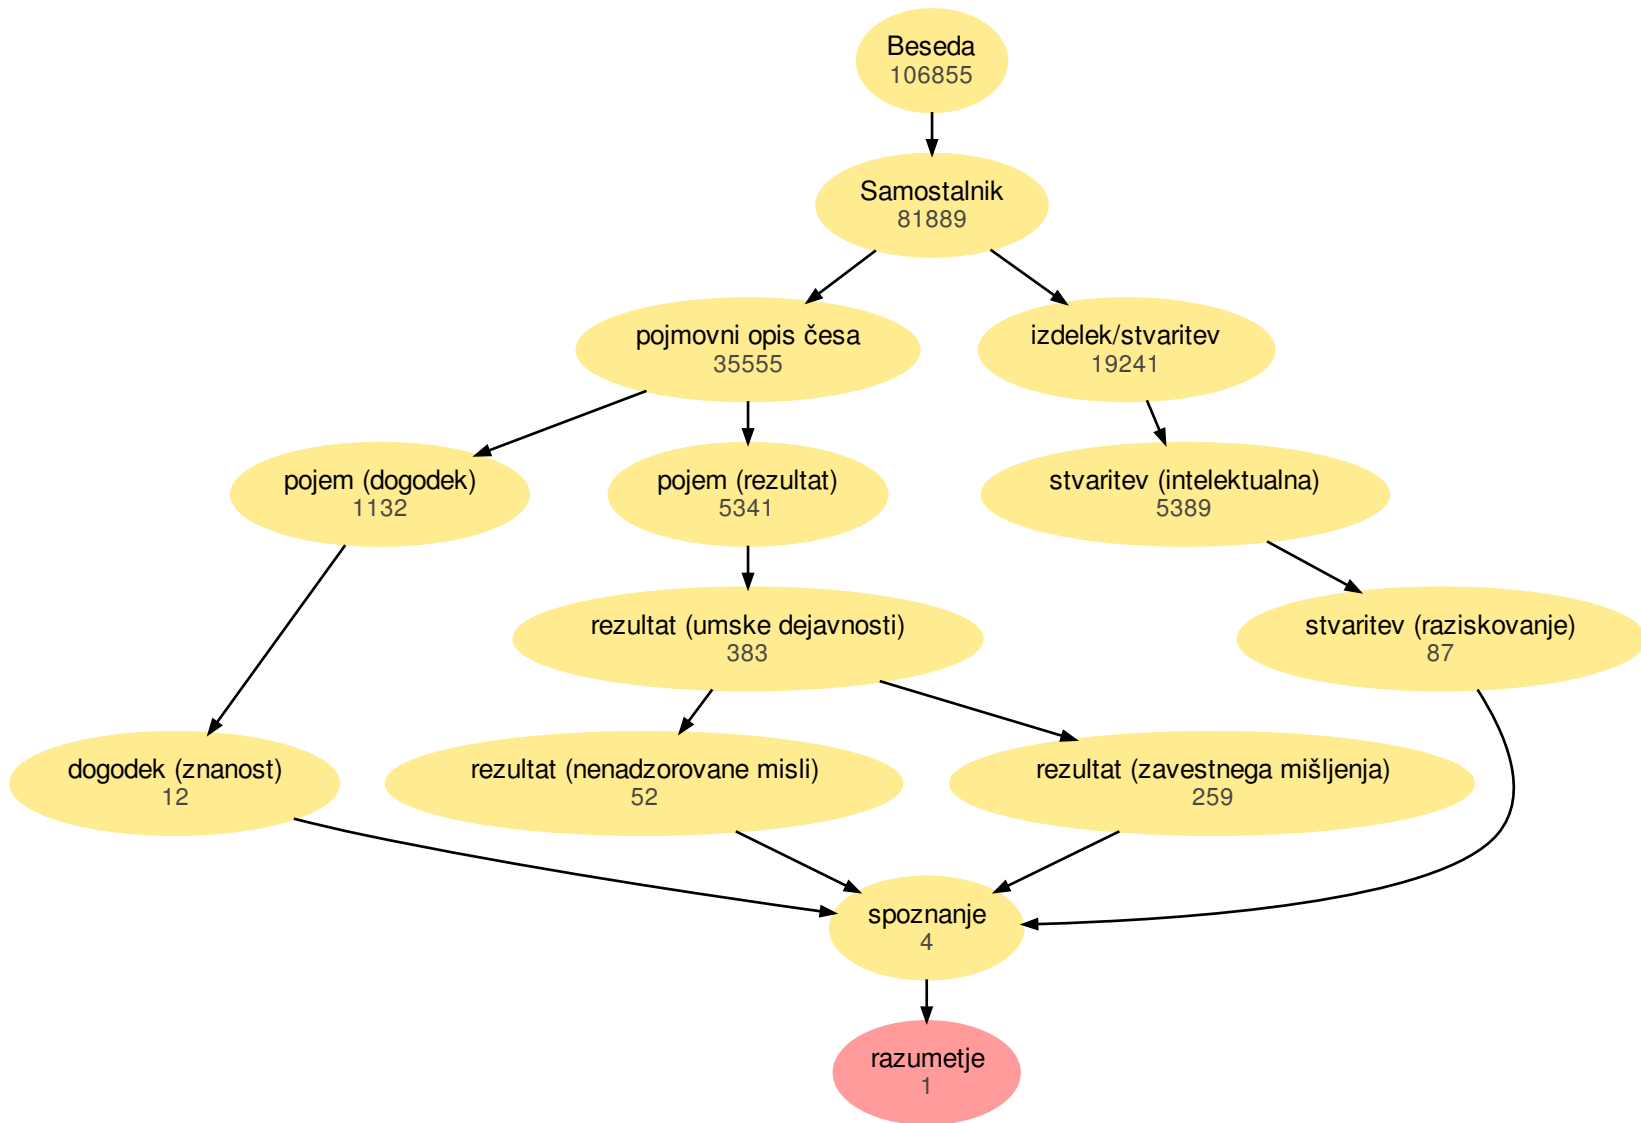 Beseda
106855
Samostalnik
81889
pojmovni opis česa
35555
izdelek/stvaritev
19241
pojem (dogodek)
1132
pojem (rezultat)
5341
stvaritev (intelektualna)
5389
rezultat (umske dejavnosti)
383
stvaritev (raziskovanje)
87
dogodek (znanost)
12
rezultat (nenadzorovane misli)
52
rezultat (zavestnega mišljenja)
259
spoznanje
4
razumetje
1